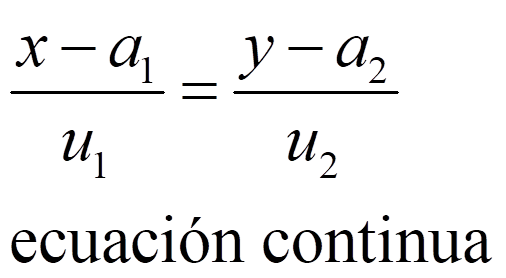 x − a₁ / u₁ = y − a₂ / u₂
ecuación continua